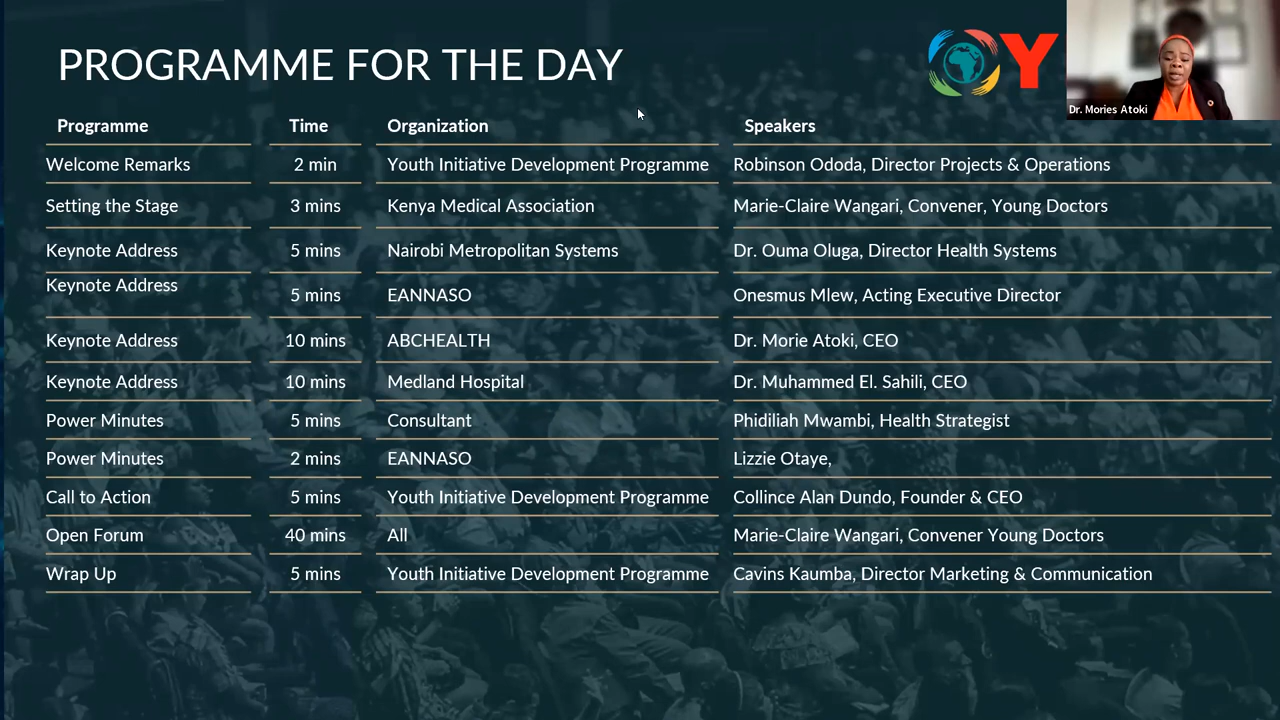 PROGRAMME FOR THE DAY
Y
Dr. Mories Atoki
Programme Time Organization Speakers
Welcome Remarks 2 min Youth Initiative Development Programme Robinson Ododa, Director Projects & Operations
Setting the Stage 3 mins Kenya Medical Association Marie-Claire Wangari, Convener, Young Doctors
Keynote Address 5 mins Nairobi Metropolitan Systems Dr. Ouma Oluga, Director Health Systems
Keynote Address 5 mins EANNASO Onesmus Mlew, Acting Executive Director
Keynote Address 10 mins ABCHEALTH Dr. Morie Atoki, CEO
Keynote Address 10 mins Medland Hospital Dr. Muhammed El. Sahili, CEO
Power Minutes 5 mins Consultant Phidiliah Mwambi, Health Strategist
Power Minutes 2 mins EANNASO Lizzie Otaye,
Call to Action 5 mins Youth Initiative Development Programme Collince Alan Dundo, Founder & CEO
Open Forum 40 mins All Marie-Claire Wangari, Convener Young Doctors
Wrap Up 5 mins Youth Initiative Development Programme Cavins Kaumba, Director Marketing & Communication